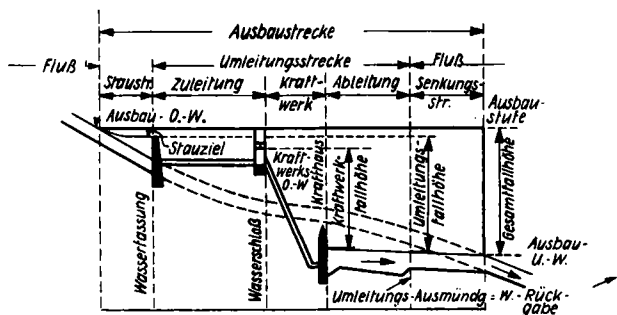 Ausbaustrecke
Umleitungsstrecke
Fluß
Fluß
Staustr.
Zuleitung
Kraft-
werk
Ableitung
Senkungs-
str.
Ausbau-
stufe
Ausbau - O.-W.
Stauziel
Kraft-
werks-
O.-W
Wasserfassung
Wasserschloß
Krafthaus
Kraftwerk-
fallhöhe
Umleitungs-
fallhöhe
Gesamtfallhöhe
Ausbau-
U.-W.
Umleitungs-Ausmündg = W.-Rück-
gabe